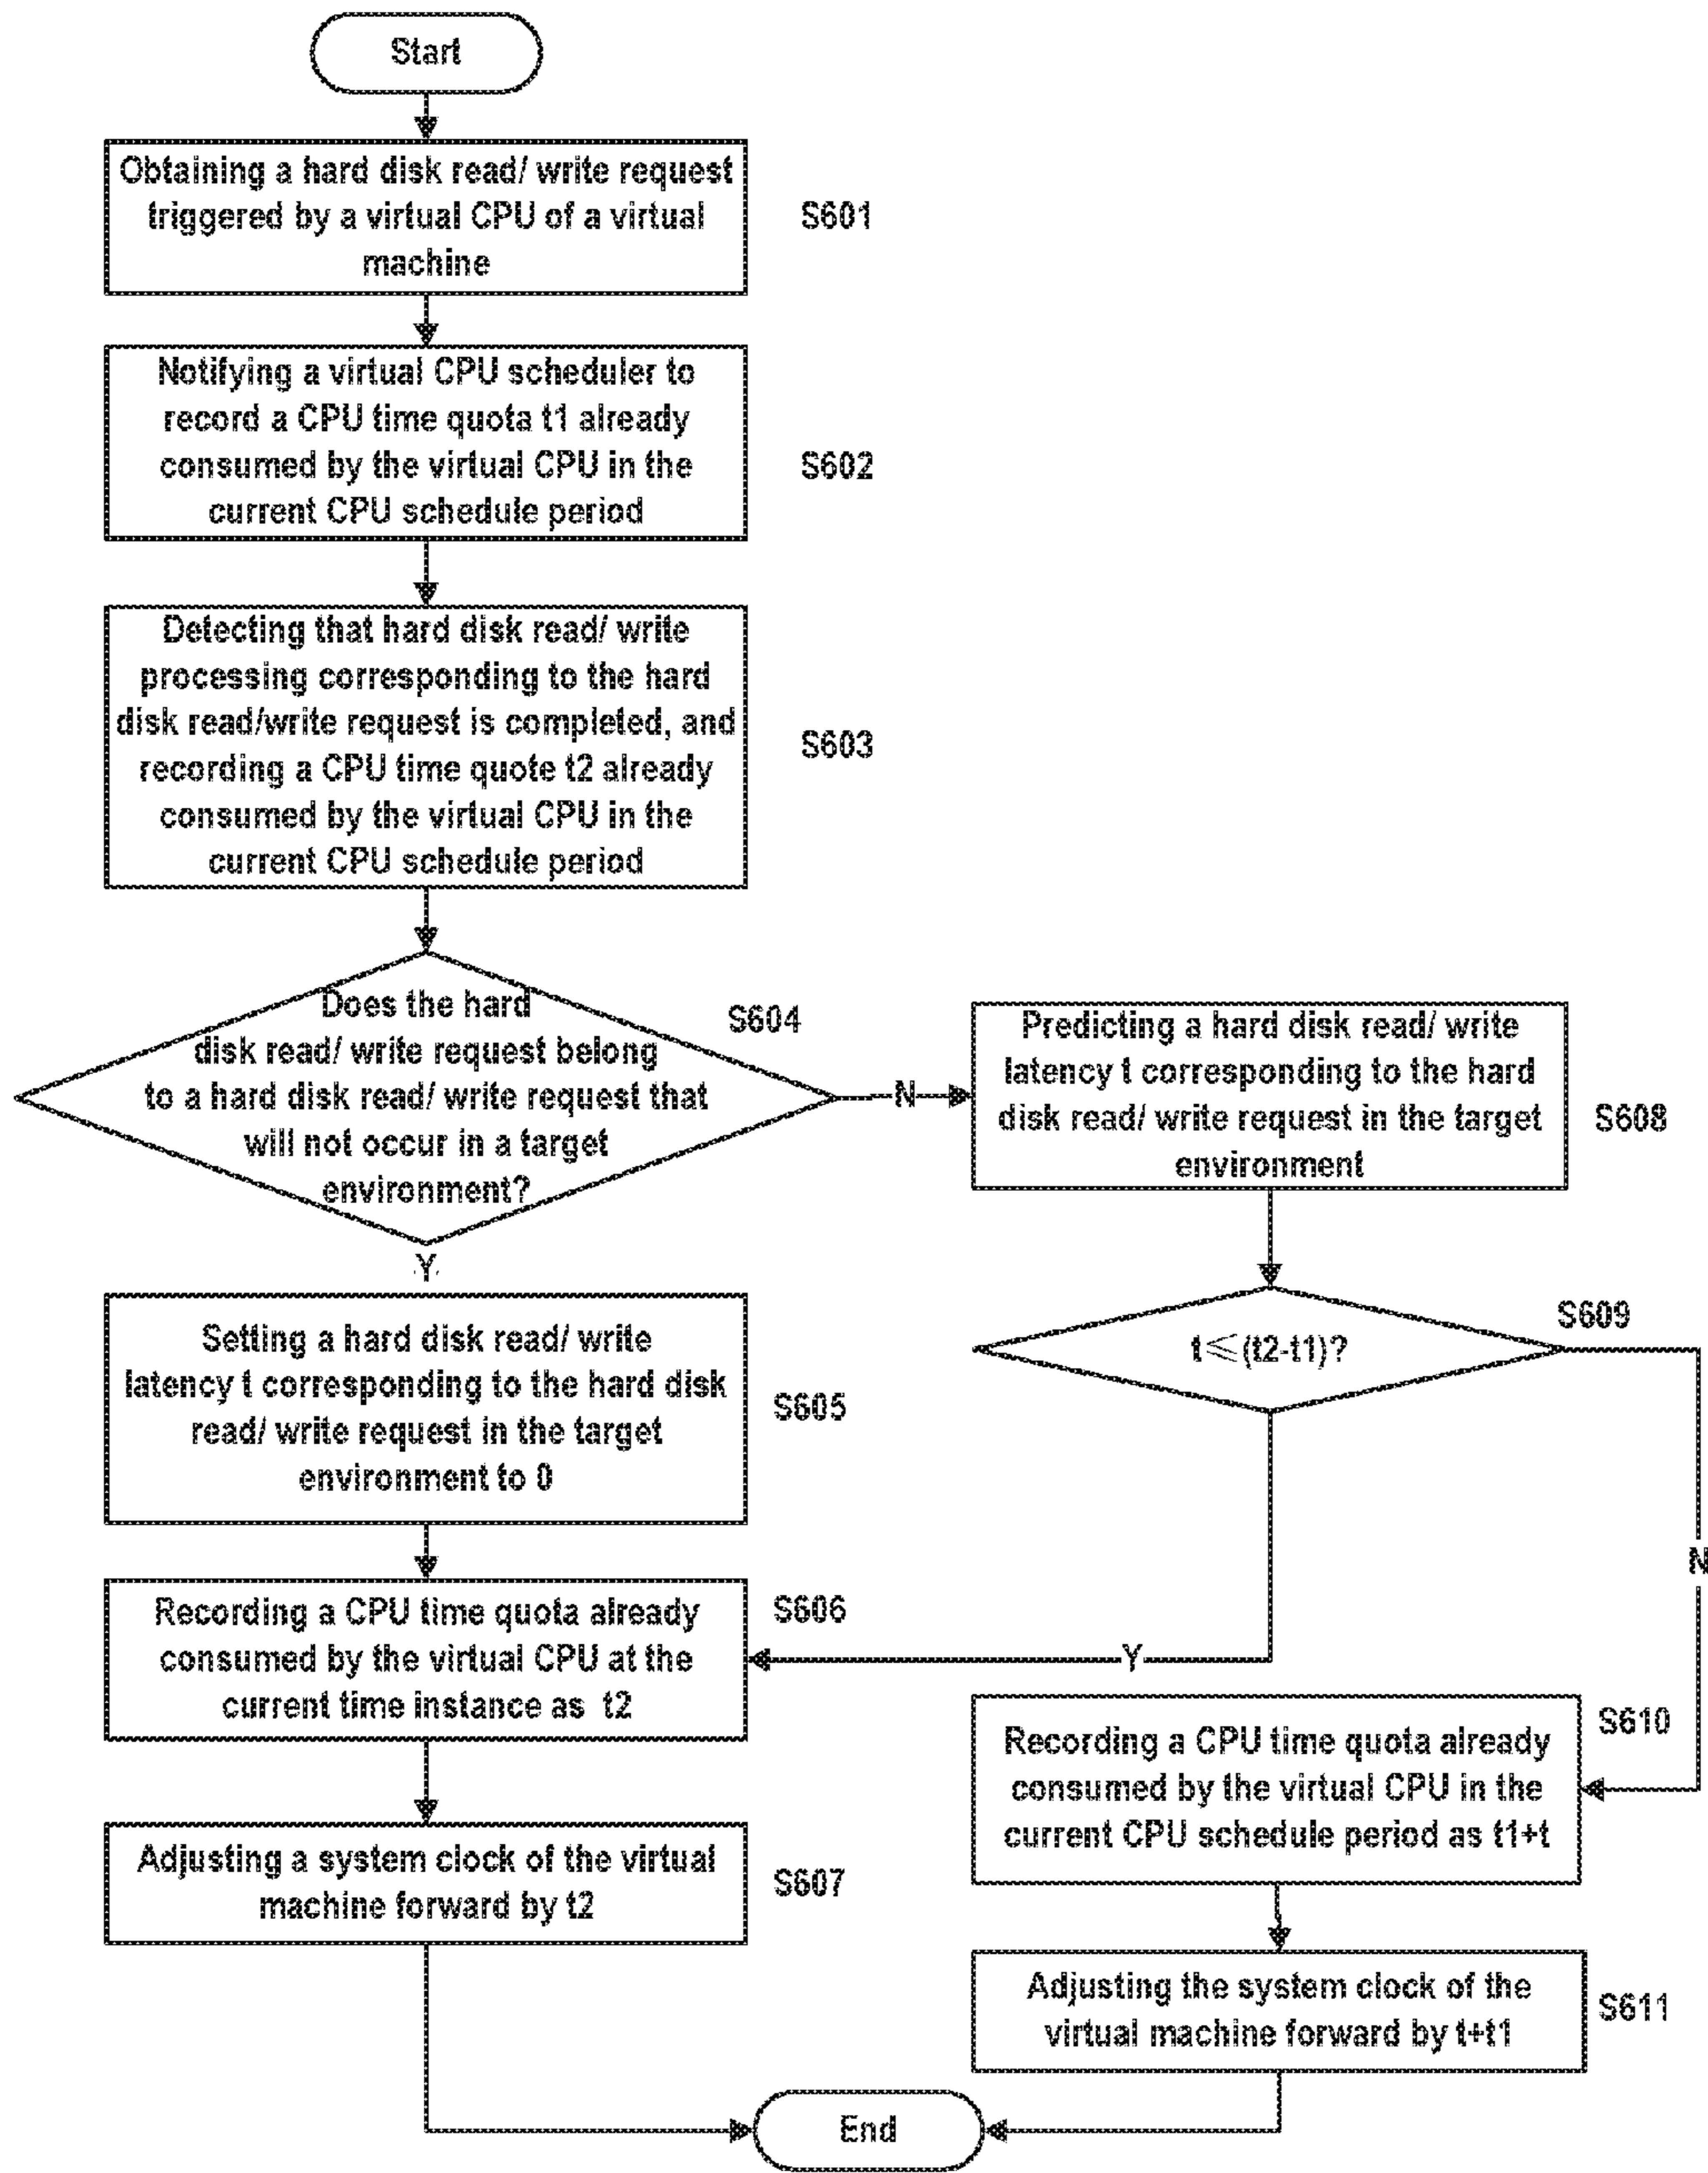 Start
Obtaining a hard disk read/ write request
triggered by a virtual CPU of a virtual
machine
S601
Notifying a virtual CPU scheduler to
record a CPU time quota t1 already
consumed by the virtual CPU in the
current CPU schedule period
S602
Detecting that hard disk read/ write
processing corresponding to the hard
disk read/write request is completed, and
recording a CPU time quote t2 already
consumed by the virtual CPU in the
current CPU schedule period
S603
Does the hard
disk read/ write request belong
to a hard disk read/ write request that
will not occur in a target
environment?
S604
N
Y
Setting a hard disk read/ write
latency t corresponding to the hard disk
read/ write request in the target
environment to 0
S605
Recording a CPU time quota already
consumed by the virtual CPU at the
current time instance as t2
S606
Adjusting a system clock of the virtual
machine forward by t2
S607
Predicting a hard disk read/ write
latency t corresponding to the hard
disk read/ write request in the target
environment
S608
t≤(t2-t1)?
S609
Y
N
Recording a CPU time quota already
consumed by the virtual CPU in the
current CPU schedule period as t1+t
S610
Adjusting the system clock of the
virtual machine forward by t+t1
S611
End